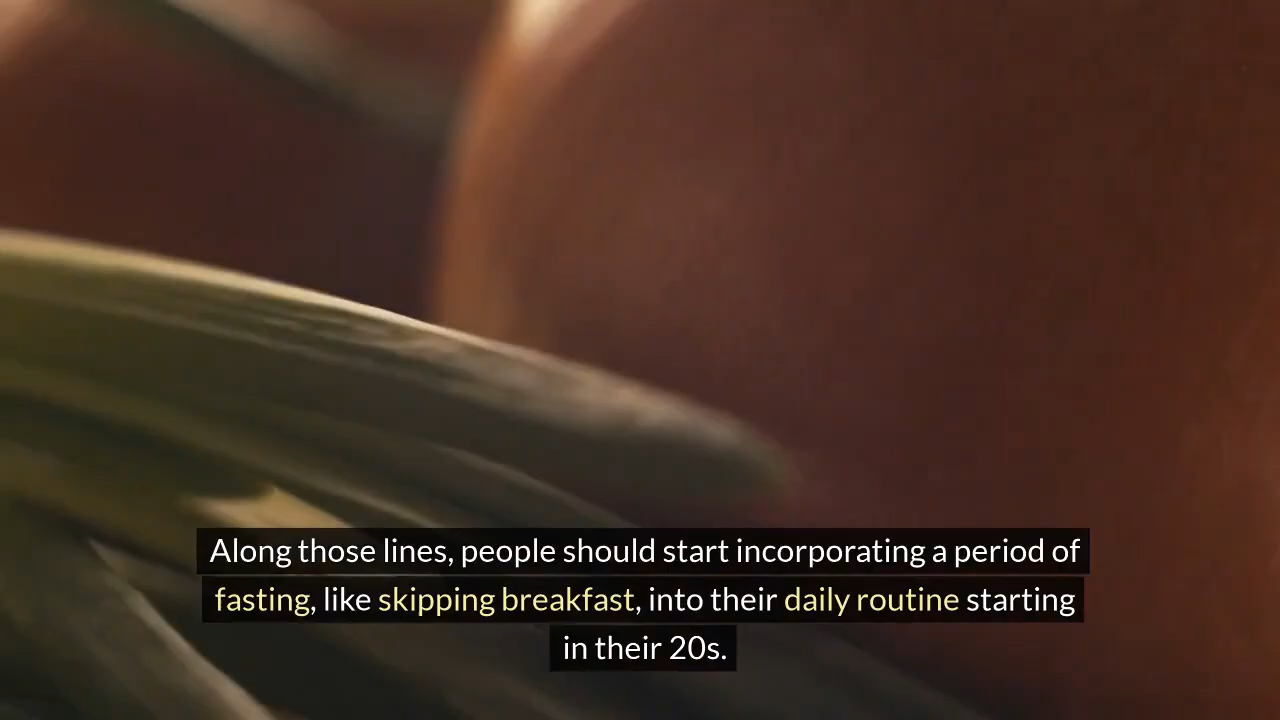 Along those lines, people should start incorporating a period of
fasting, like skipping breakfast, into their daily routine starting
in their 20s.